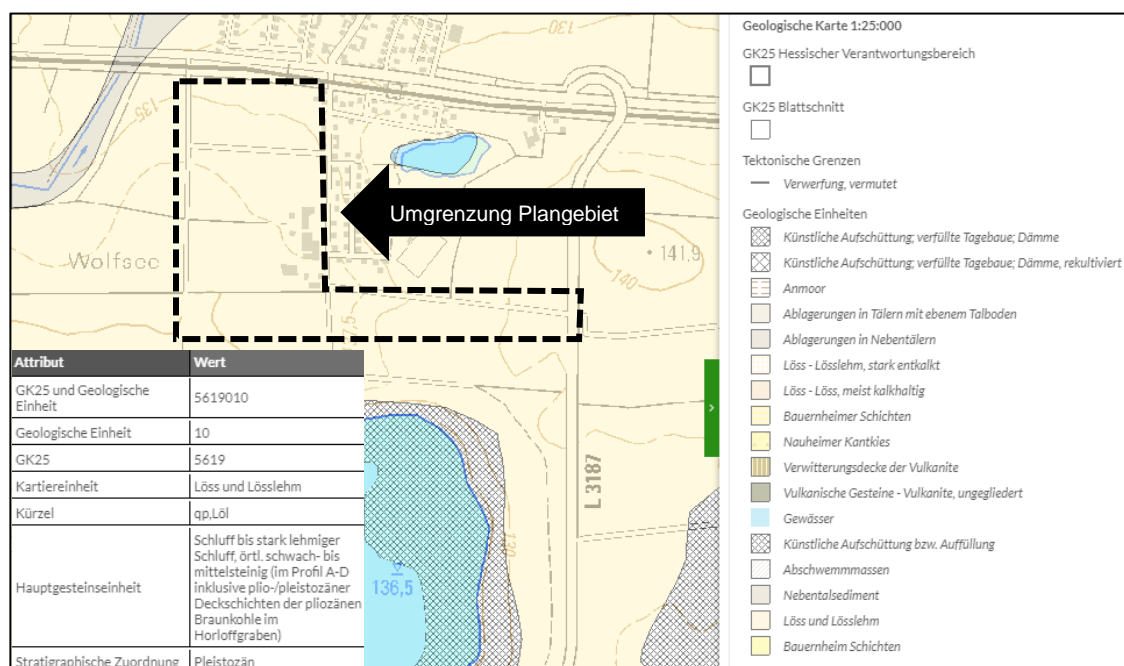 130
135
Umgrenzung Plangebiet
Wolfsee
141,9
140
137,5
L 3187
130
136,5
Attribut Wert
GK25 und Geologische
Einheit
5619010
Geologische Einheit 10
GK25 5619
Kartiereinheit Löss und Lösslehm
Kürzel qp,Löl
Hauptgesteinseinheit
Schluff bis stark lehmiger
Schluff, örtl. schwach- bis
mittelsteinig (im Profil A-D
inklusive plio-/pleistozäner
Deckschichten der pliozänen
Braunkohle im
Horloffgraben)
Stratigraphische Zuordnung Pleistozän
Geologische Karte 1:25:000
GK25 Hessischer Verantwortungsbereich
GK25 Blattschnitt
Tektonische Grenzen
Verwerfung, vermutet
Geologische Einheiten
Künstliche Aufschüttung; verfüllte Tagebaue; Dämme
Künstliche Aufschüttung; verfüllte Tagebaue; Dämme, rekultiviert
Anmoor
Ablagerungen in Tälern mit ebenem Talboden
Ablagerungen in Nebentälern
Löss - Lösslehm, stark entkalkt
Löss - Löss, meist kalkhaltig
Bauernheimer Schichten
Nauheimer Kantkies
Verwitterungsdecke der Vulkanite
Vulkanische Gesteine - Vulkanite, ungegliedert
Gewässer
Künstliche Aufschüttung bzw. Auffüllung
Abschwemmmassen
Nebentalsediment
Löss und Lösslehm
Bauernheim Schichten